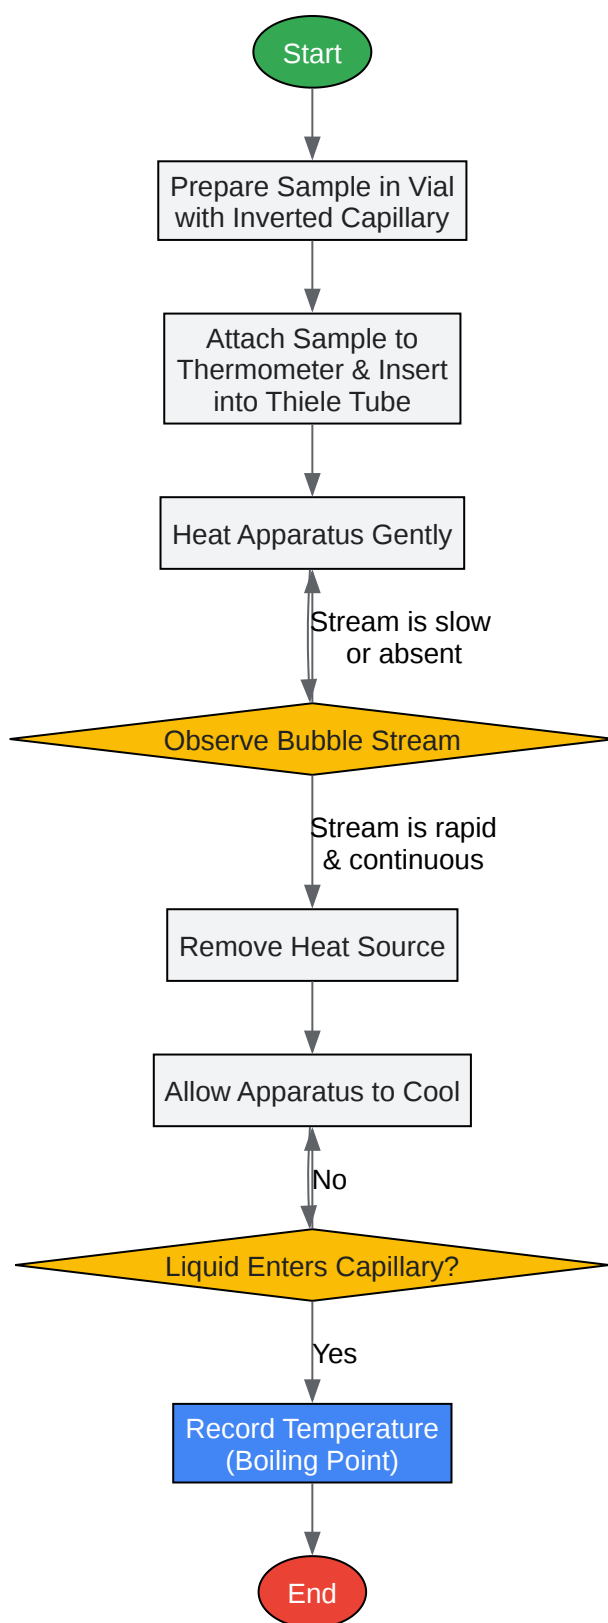 Start
Prepare Sample in Vial
with Inverted Capillary
Attach Sample to
Thermometer & Insert
into Thiele Tube
Heat Apparatus Gently
Stream is slow
or absent
Observe Bubble Stream
Stream is rapid
& continuous
Remove Heat Source
Allow Apparatus to Cool
No
Liquid Enters Capillary?
Yes
Record Temperature
(Boiling Point)
End